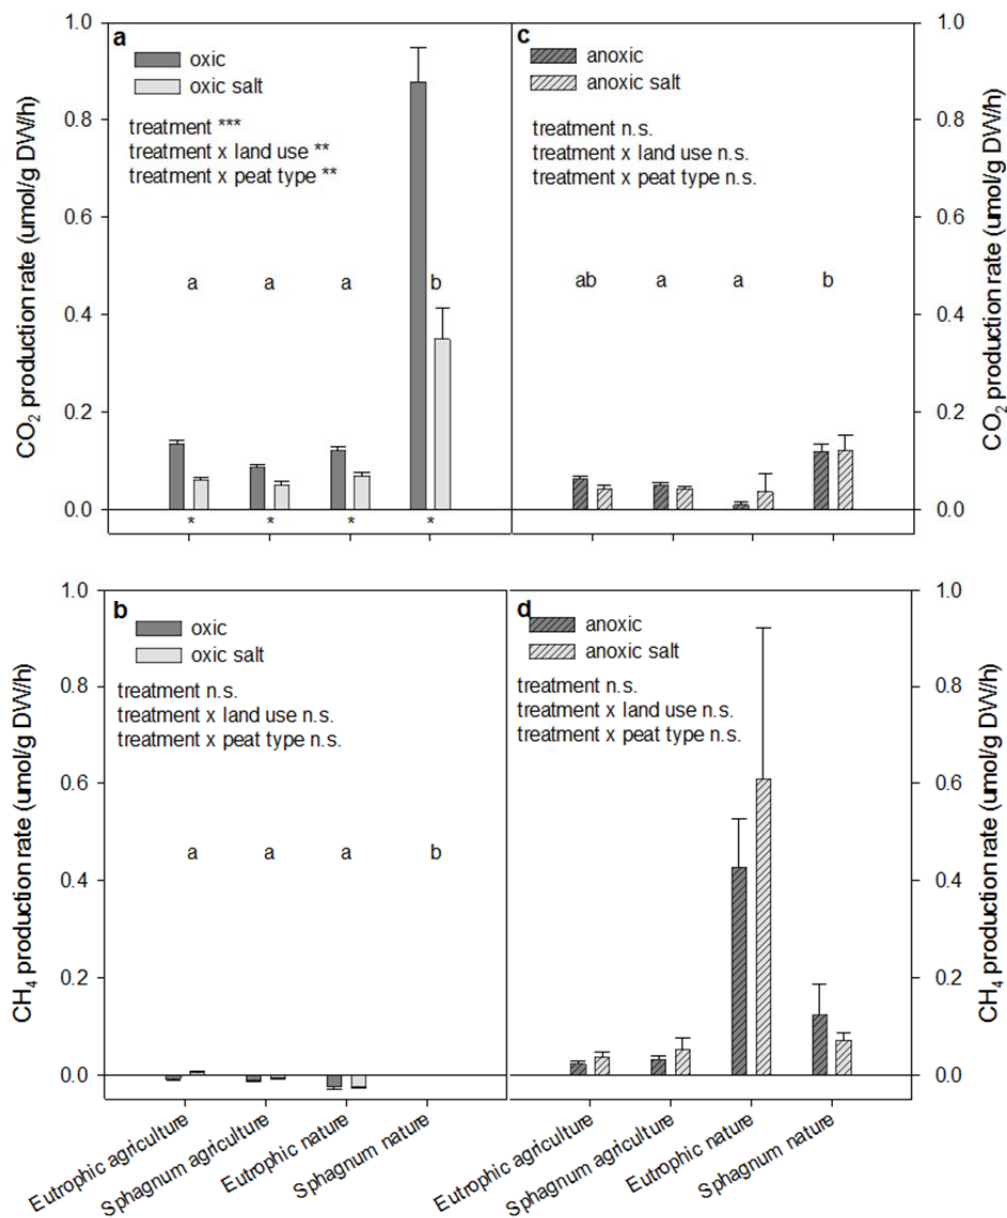 a
oxic
oxic salt
treatment ***
treatment x land use **
treatment x peat type **
a a a b
* * * *
1.0
0.8
0.6
0.4
0.2
0.0
CO2 production rate (umol/g DW/h)
c
anoxic
anoxic salt
treatment n.s.
treatment x land use n.s.
treatment x peat type n.s.
ab a a b
1.0
0.8
0.6
0.4
0.2
0.0
CO2 production rate (umol/g DW/h)
b
oxic
oxic salt
treatment n.s.
treatment x land use n.s.
treatment x peat type n.s.
a a a b
1.0
0.8
0.6
0.4
0.2
0.0
CH4 production rate (umol/g DW/h)
Eutrophic agriculture
Sphagnum agriculture
Eutrophic nature
Sphagnum nature
d
anoxic
anoxic salt
treatment n.s.
treatment x land use n.s.
treatment x peat type n.s.
1.0
0.8
0.6
0.4
0.2
0.0
CH4 production rate (umol/g DW/h)
Eutrophic agriculture
Sphagnum agriculture
Eutrophic nature
Sphagnum nature